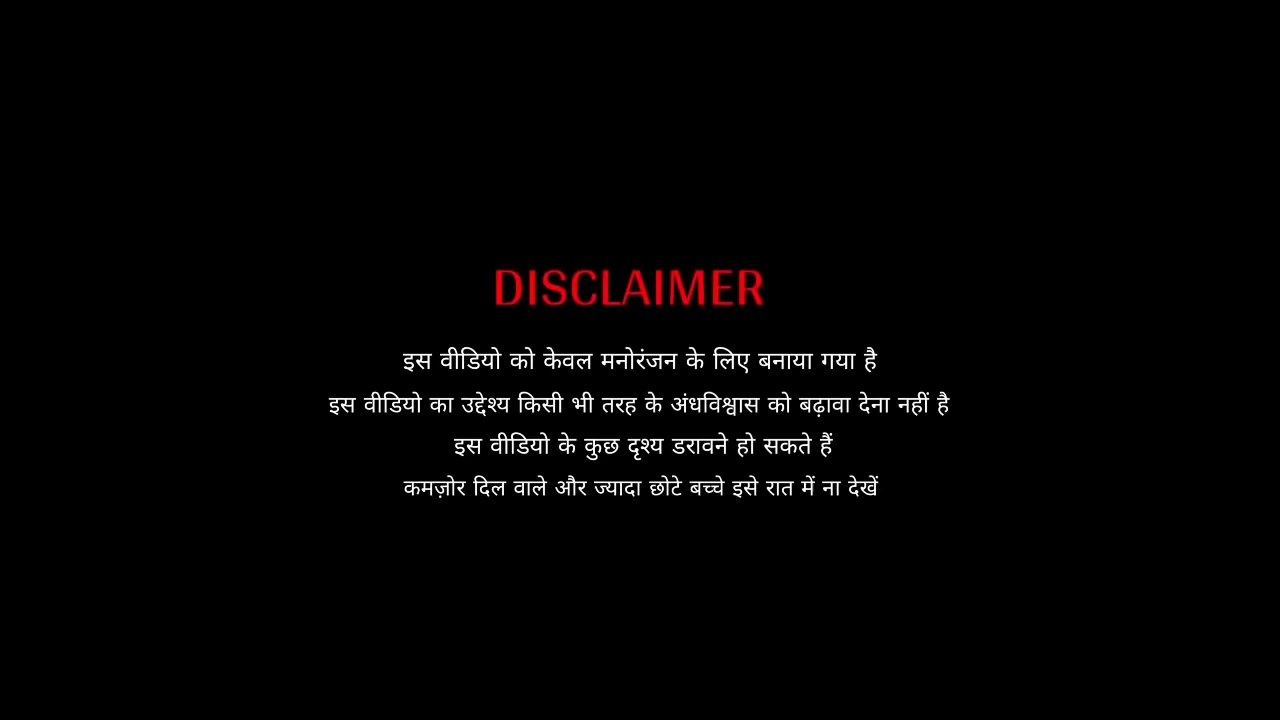 DISCLAIMER
इस वीडियो को केवल मनोरंजन के लिए बनाया गया है
इस वीडियो का उद्देश्य किसी भी तरह के अंधविश्वास को बढ़ावा देना नहीं है
इस वीडियो के कुछ दृश्य डरावने हो सकते हैं
कमज़ोर दिल वाले और ज्यादा छोटे बच्चे इसे रात में ना देखें